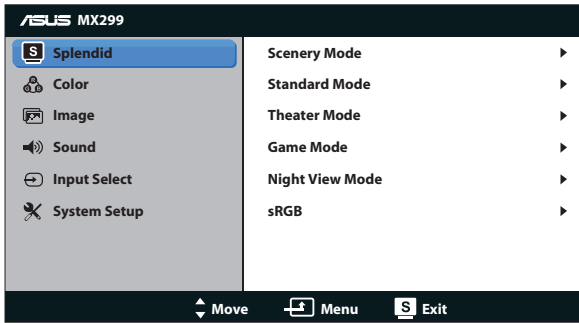 ASUS MX299
S Splendid
Color
Image
Sound
Input Select
System Setup
Scenery Mode
Standard Mode
Theater Mode
Game Mode
Night View Mode
sRGB
Move Menu S Exit